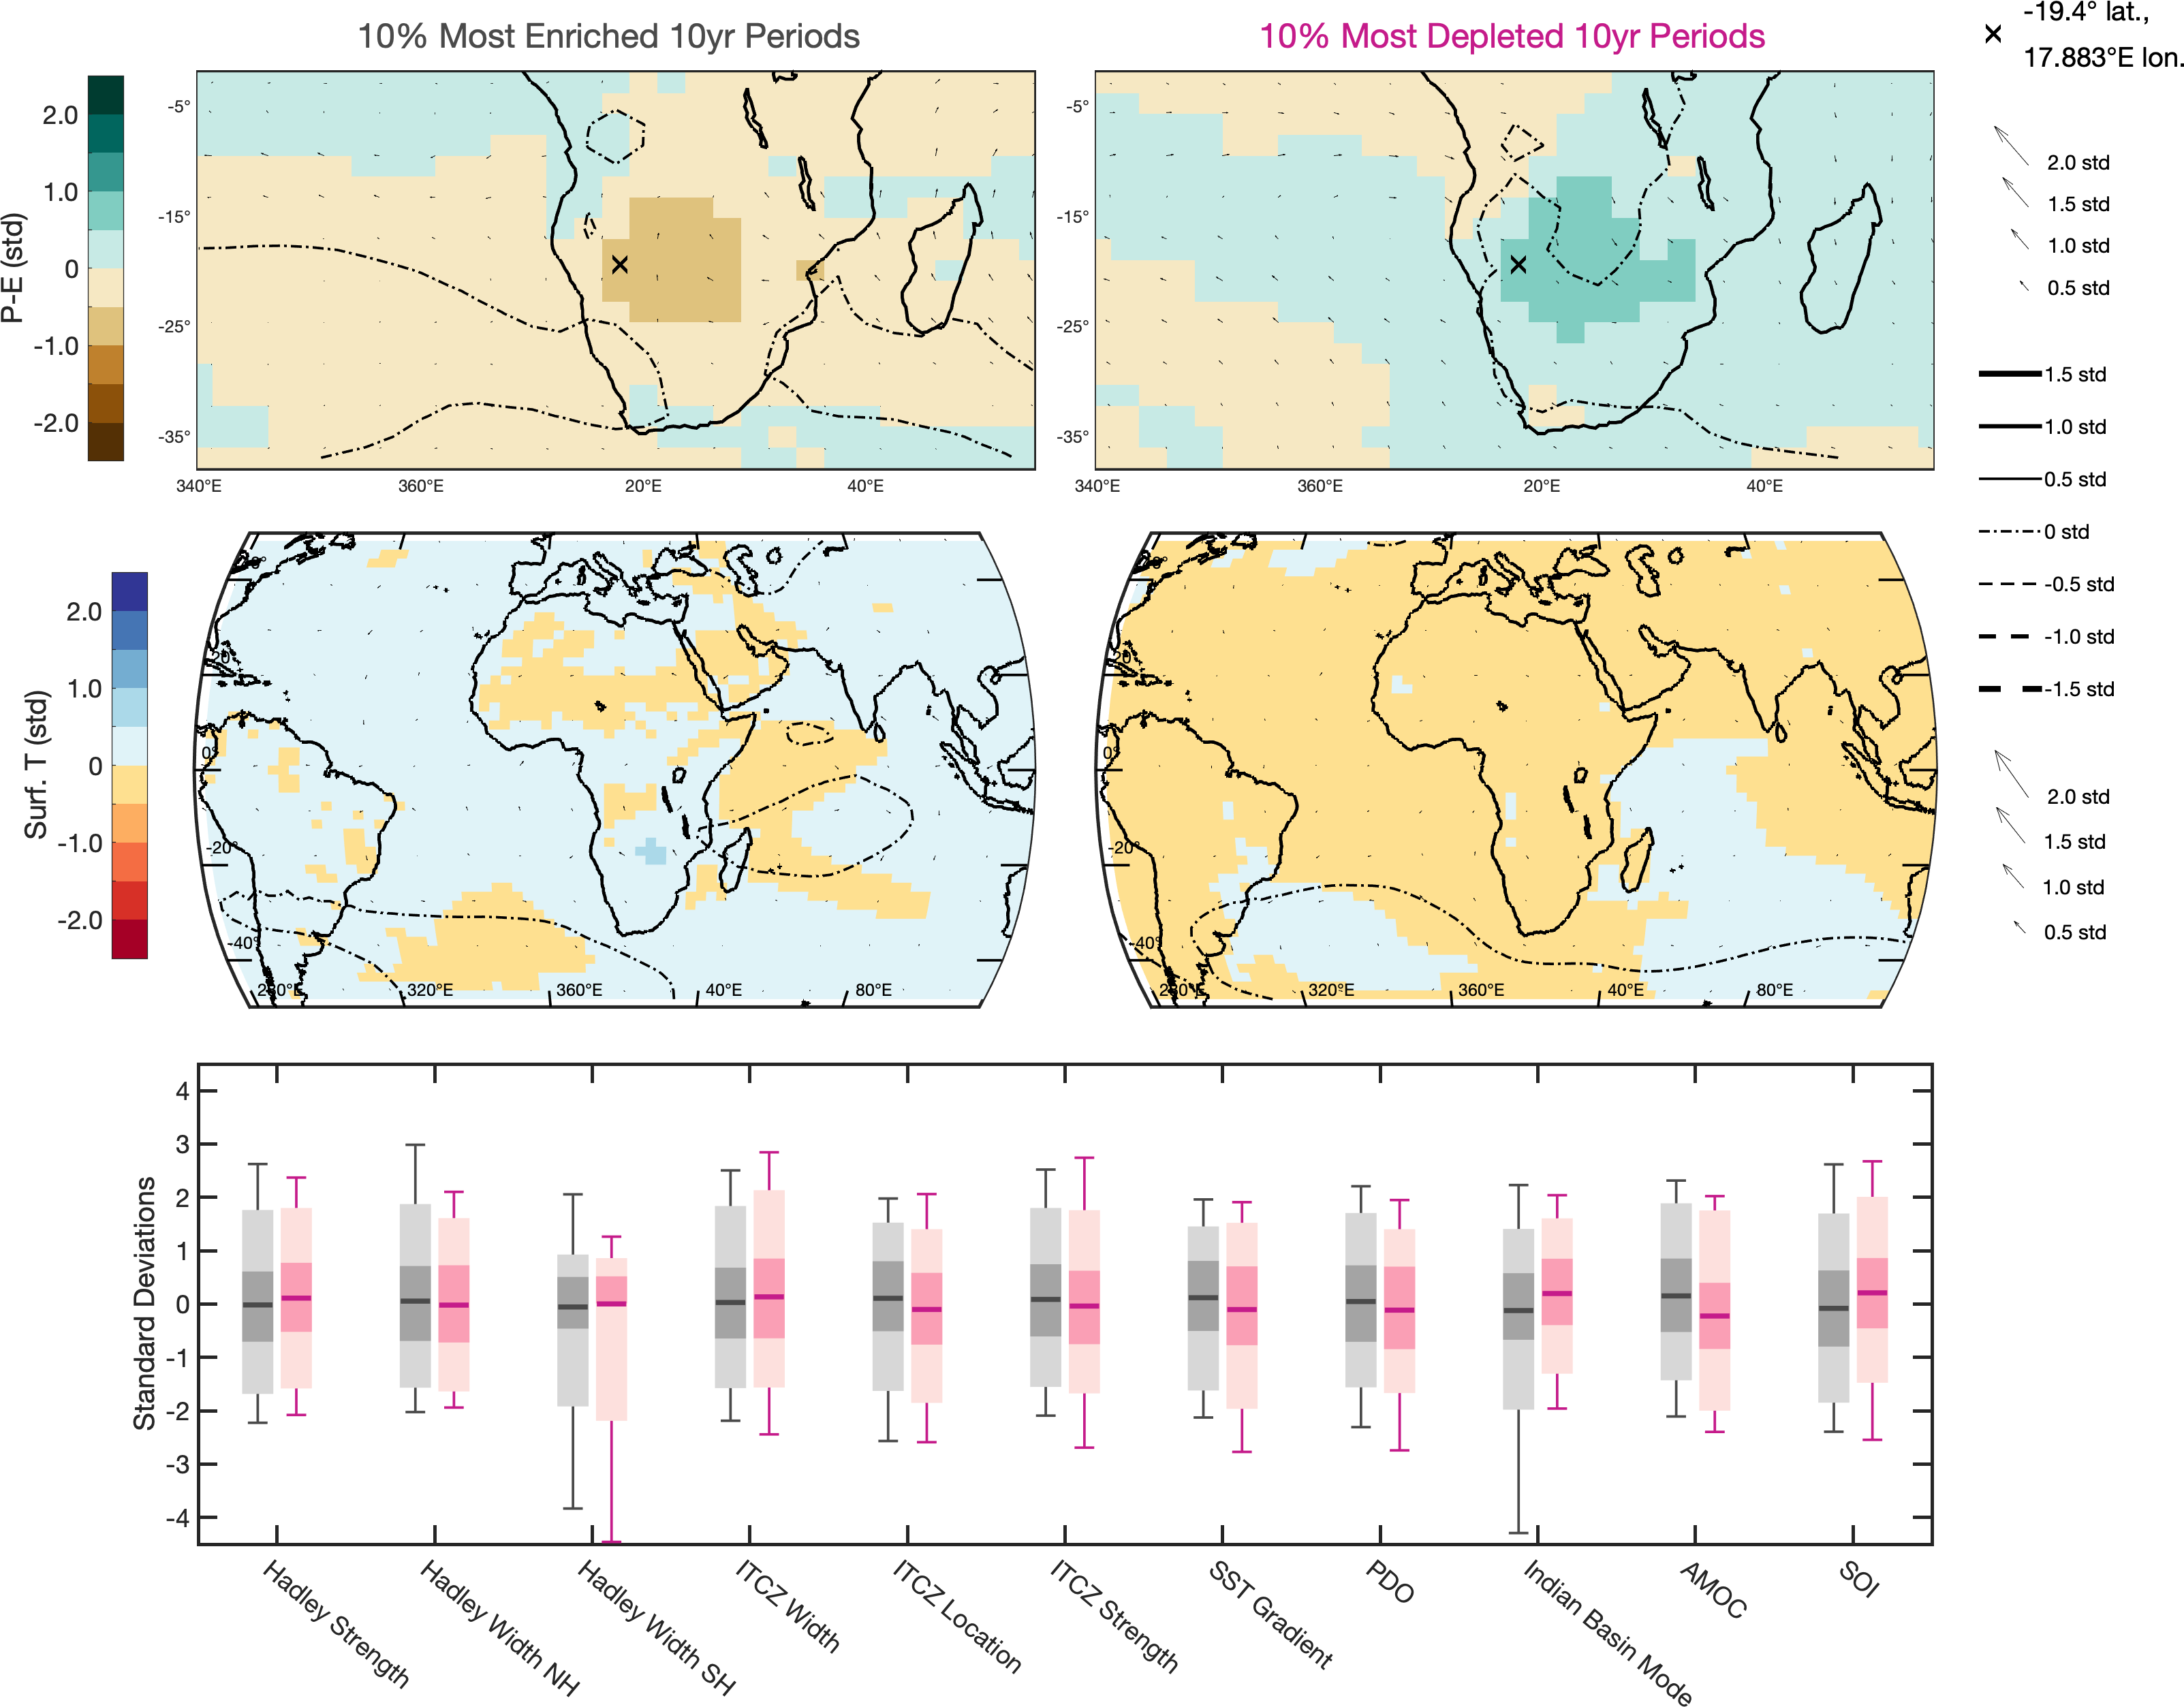 10% Most Enriched 10yr Periods
10% Most Depleted 10yr Periods
-19.4° lat.,
17.883°E lon.
P-E (std)
2.0
1.0
0
-1.0
-2.0
-5°
-15°
-25°
-35°
340°E
360°E
20°E
40°E
-5°
-15°
-25°
-35°
340°E
360°E
20°E
40°E
2.0 std
1.5 std
1.0 std
0.5 std
1.5 std
1.0 std
0.5 std
0 std
-0.5 std
-1.0 std
-1.5 std
2.0 std
1.5 std
1.0 std
0.5 std
Surf. T (std)
2.0
1.0
0
-1.0
-2.0
20°
0°
-20°
-40°
280°E
320°E
360°E
40°E
80°E
20°
0°
-20°
-40°
280°E
320°E
360°E
40°E
80°E
Standard Deviations
4
3
2
1
0
-1
-2
-3
-4
Hadley Strength
Hadley Width NH
Hadley Width SH
ITCZ Width
ITCZ Location
ITCZ Strength
SST Gradient
PDO
Indian Basin Mode
AMOC
SOI